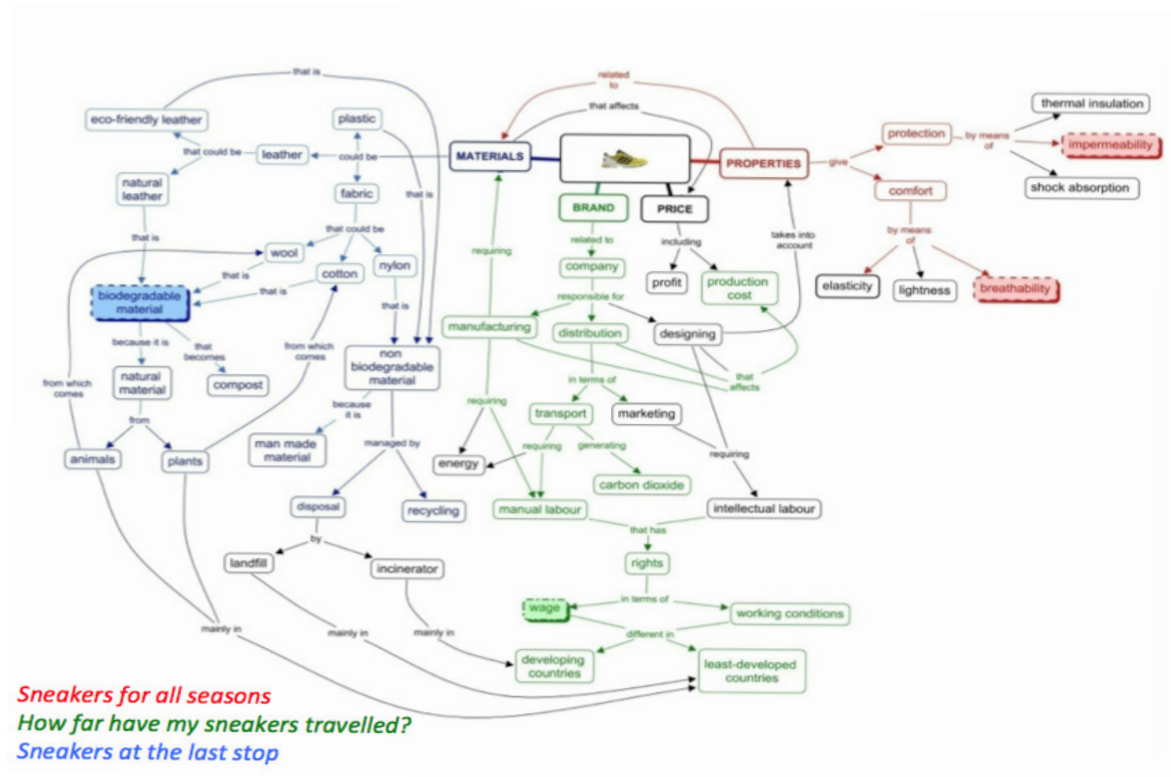 that is
related
to
that affects
eco-friendly leather
plastic
thermal insulation
that could be
leather
could be
MATERIALS
PROPERTIES
give
protection
by means
of
impermeability
natural
leather
fabric
that is
comfort
shock absorption
that could be
BRAND
PRICE
by means
of
that is
wool
cotton
nylon
requiring
related to
including
takes into
account
that is
that is
company
profit
production
cost
elasticity
lightness
breathability
biodegradable
material
that is
responsible for
manufacturing
distribution
designing
because it is
that
becomes
from which
comes
non
biodegradable
material
that
affects
from which
comes
natural
material
compost
in terms of
because
it is
requiring
transport
marketing
from
man made
material
managed by
requiring
generating
requiring
animals
plants
energy
carbon dioxide
disposal
recycling
manual labour
intellectual labour
by
that has
landfill
incinerator
rights
in terms of
wage
working conditions
mainly in
mainly in
mainly in
different in
developing
countries
least-developed
countries
Sneakers for all seasons
How far have my sneakers travelled?
Sneakers at the last stop